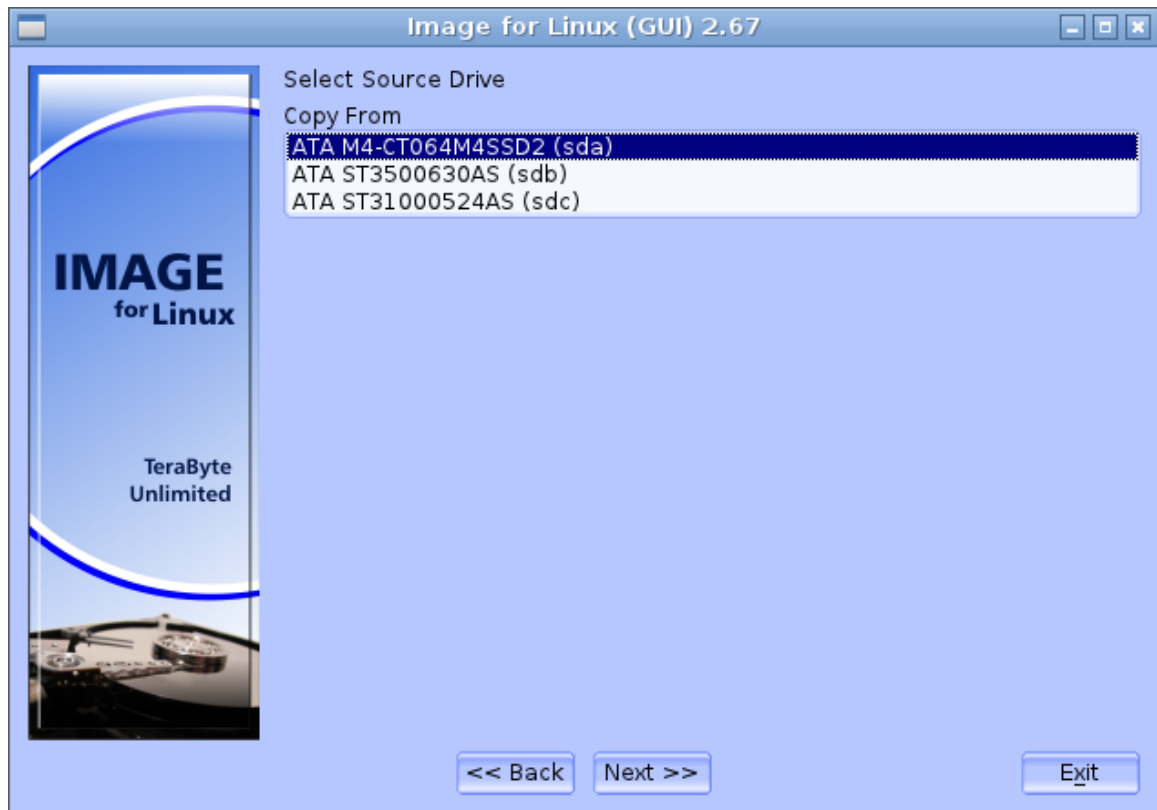 Image for Linux (GUI) 2.67
Select Source Drive
Copy From
ATA M4-CT064M4SSD2 (sda)
ATA ST3500630AS (sdb)
ATA ST31000524AS (sdc)
IMAGE
for Linux
TeraByte
Unlimited
<< Back
Next >>
Exit